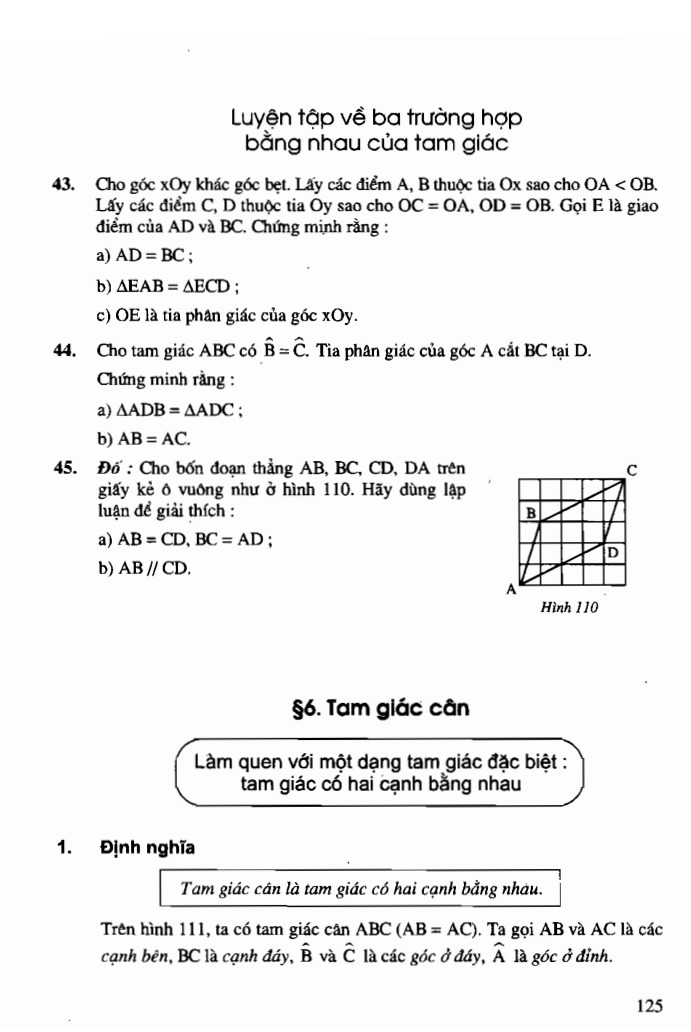 Luyện tập về ba trường hợp
bằng nhau của tam giác
43. Cho góc xOy khác góc bẹt. Lấy các điểm A, B thuộc tia Ox sao cho OA < OB.
Lấy các điểm C, D thuộc tia Oy sao cho OC = OA, OD = OB. Gọi E là giao
điểm của AD và BC. Chứng minh rằng :
a) AD = BC ;
b) ΔEAB = ΔECD ;
c) OE là tia phân giác của góc xOy.
44. Cho tam giác ABC có B̂ = Ĉ. Tia phân giác của góc A cắt BC tại D.
Chứng minh rằng :
a) ΔADB = ΔADC ;
b) AB = AC.
45. Đố : Cho bốn đoạn thẳng AB, BC, CD, DA trên
giấy kẻ ô vuông như ở hình 110. Hãy dùng lập
luận để giải thích :
a) AB = CD, BC = AD ;
b) AB // CD.
C
B
D
A
Hình 110
§6. Tam giác cân
Làm quen với một dạng tam giác đặc biệt :
tam giác có hai cạnh bằng nhau
1. Định nghĩa
Tam giác cân là tam giác có hai cạnh bằng nhau.
Trên hình 111, ta có tam giác cân ABC (AB = AC). Ta gọi AB và AC là các
cạnh bên, BC là cạnh đáy, B̂ và Ĉ là các góc ở đáy, Â là góc ở đỉnh.
125